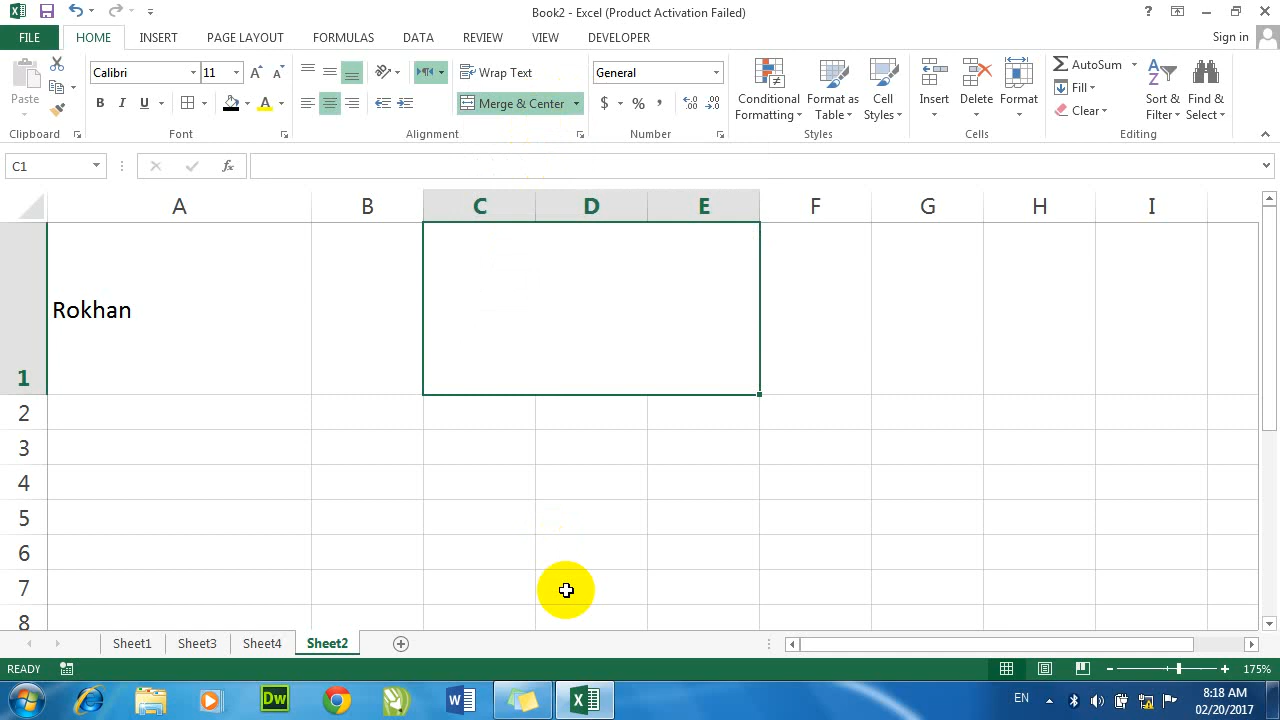 Book2 - Excel (Product Activation Failed)
FILE HOME INSERT PAGE LAYOUT FORMULAS DATA REVIEW VIEW DEVELOPER Sign in
Calibri 11 Wrap Text General AutoSum
Paste Conditional Formatting Format as Table Cell Styles Insert Delete Format Fill Sort & Filter Find & Select
B I U Merge & Center $ % , Clear
Clipboard Font Alignment Number Styles Cells Editing
C1 fx
A B C D E F G H I
Rokhan
1
2
3
4
5
6
7
8
Sheet1 Sheet3 Sheet4 Sheet2
READY 175%
Dw EN 8:18 AM
02/20/2017